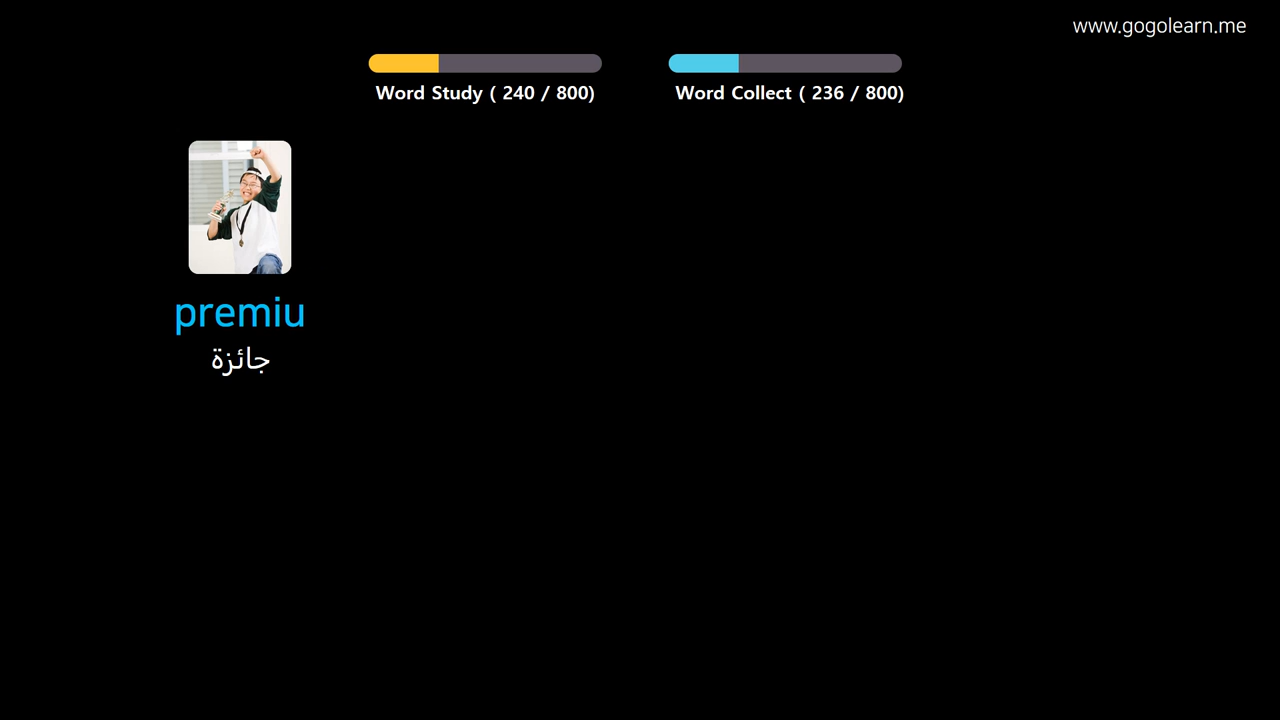 www.gogolearn.me
Word Study ( 240 / 800)
Word Collect ( 236 / 800)
premiu
جائزة